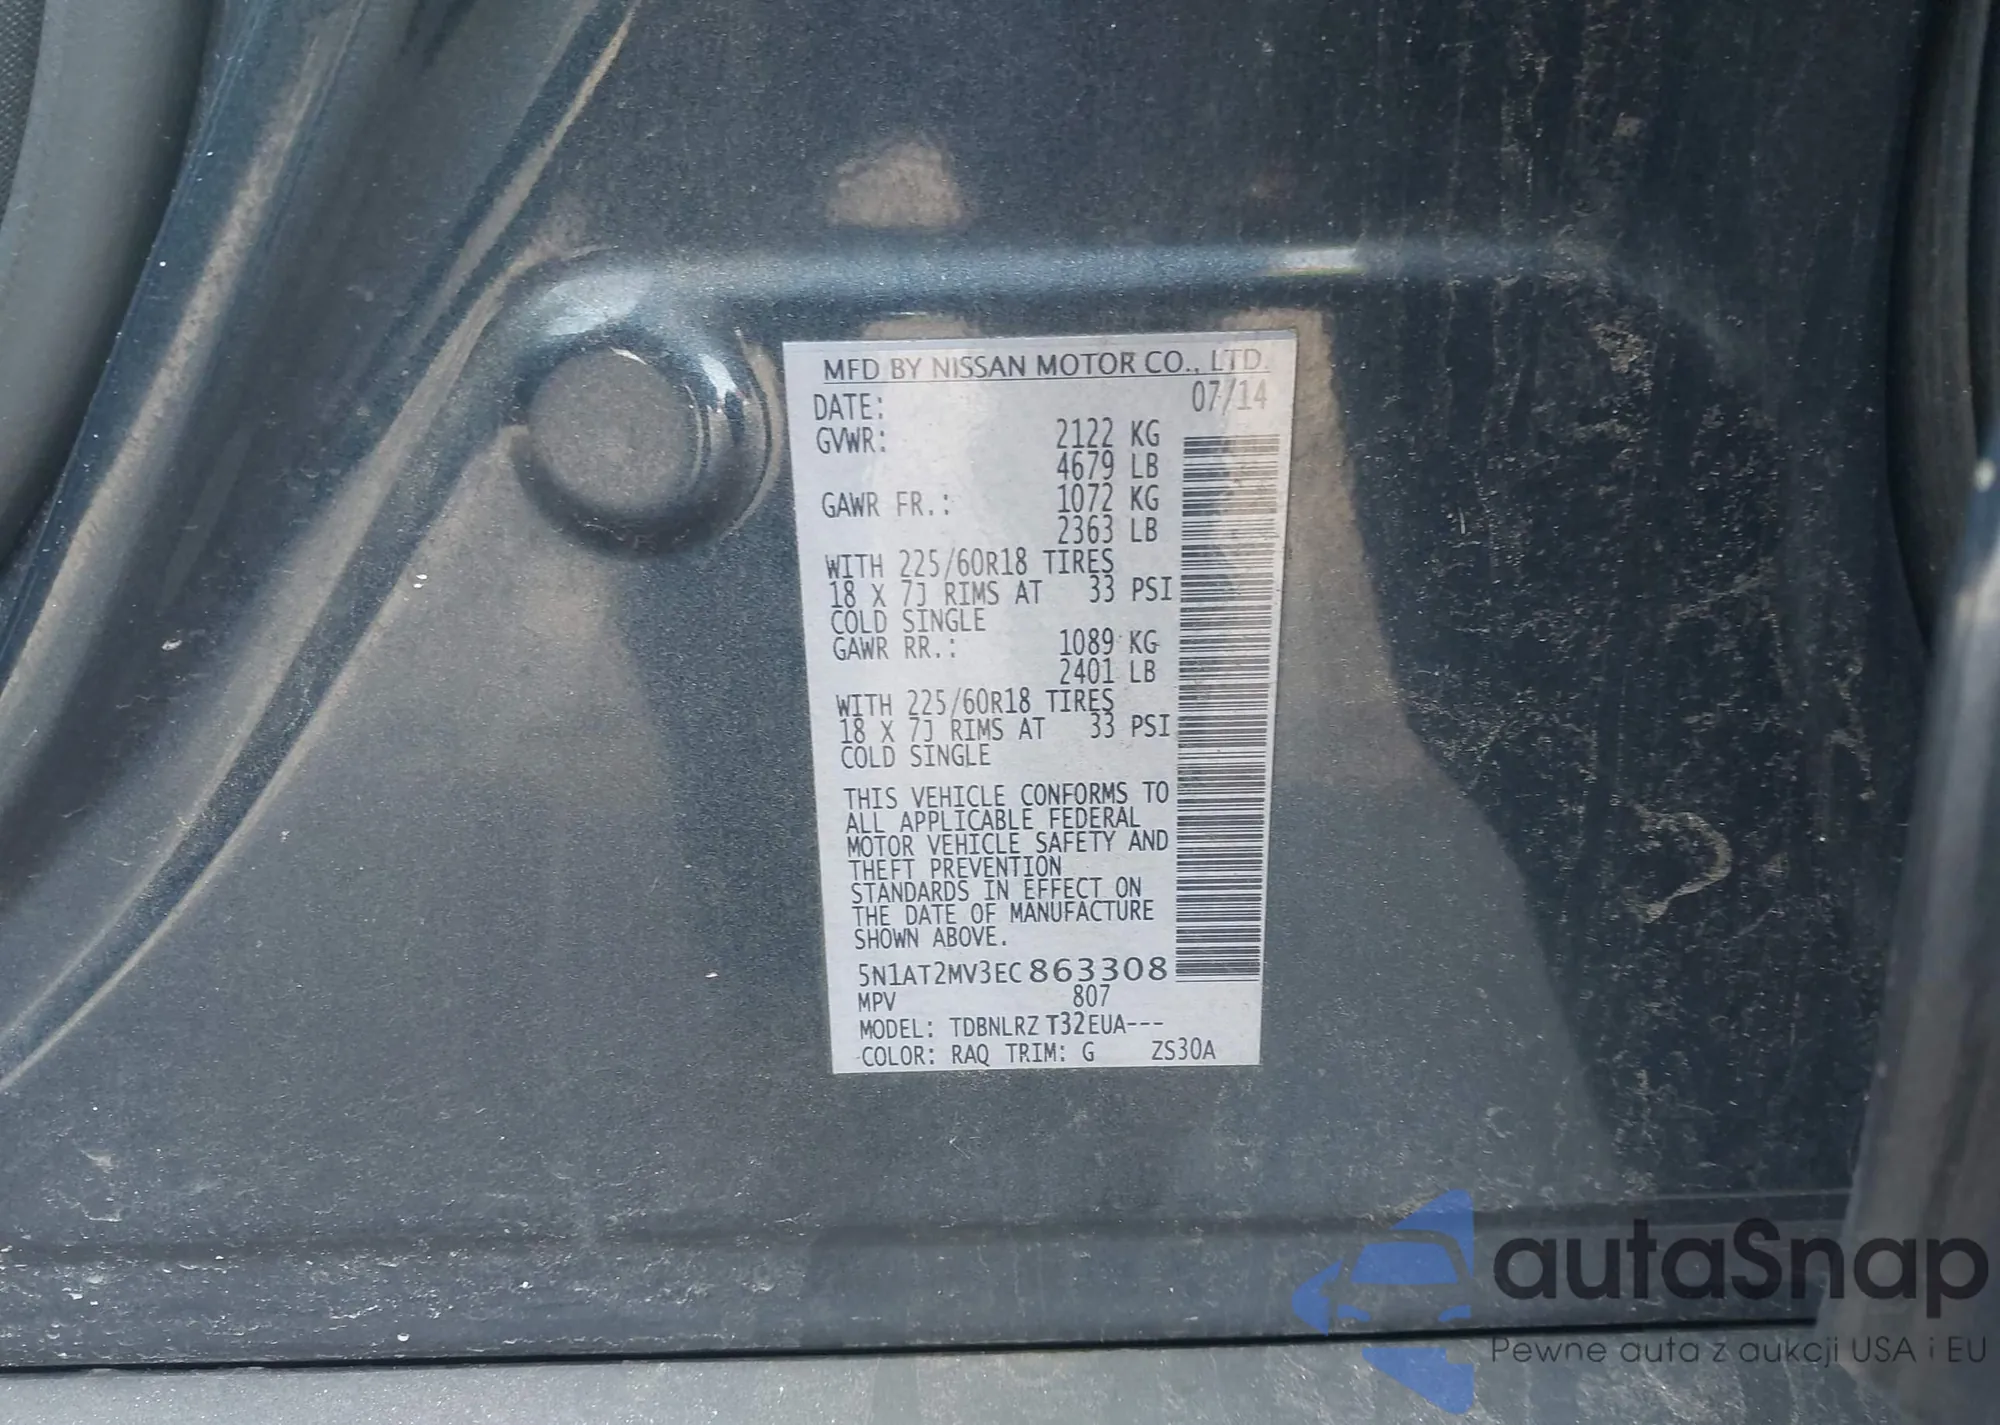 MFD BY NISSAN MOTOR CO., LTD.
DATE: 07/14
GVWR: 2122 KG
4679 LB
GAWR FR.: 1072 KG
2363 LB
WITH 225/60R18 TIRES
18 X 7J RIMS AT 33 PSI
COLD SINGLE
GAWR RR.: 1089 KG
2401 LB
WITH 225/60R18 TIRES
18 X 7J RIMS AT 33 PSI
COLD SINGLE
THIS VEHICLE CONFORMS TO
ALL APPLICABLE FEDERAL
MOTOR VEHICLE SAFETY AND
THEFT PREVENTION
STANDARDS IN EFFECT ON
THE DATE OF MANUFACTURE
SHOWN ABOVE.
5N1AT2MV3EC863308
MPV 807
MODEL: TDBNLRZ T32EUA---
COLOR: RAQ TRIM: G ZS30A
autaSnap
Pewne auta z aukcji USA i EU